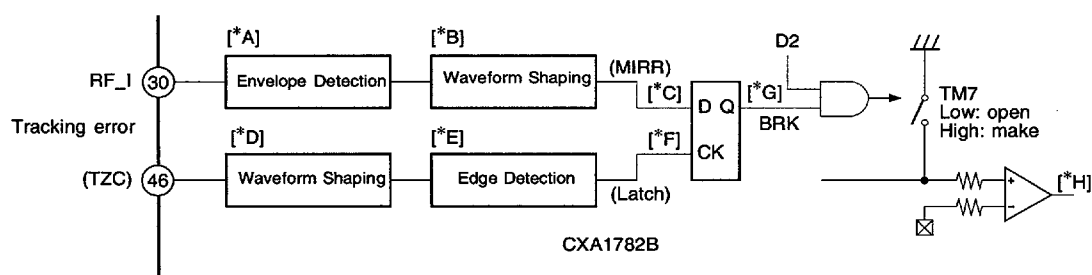 [*A]
[*B]
D2
RF_I
30
Envelope Detection
Waveform Shaping
(MIRR)
[*C]
D Q
[*G]
BRK
TM7
Low: open
High: make
Tracking error
[*D]
[*E]
[*F]
CK
(TZC)
46
Waveform Shaping
Edge Detection
(Latch)
+
−
[*H]
CXA1782B